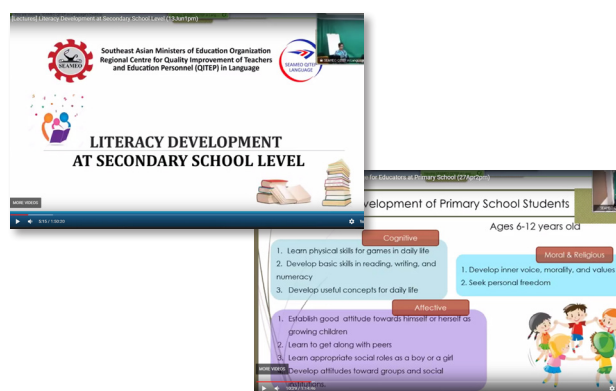 [Lectures] Literacy Development at Secondary School Level (13Jun1pm)
Southeast Asian Ministers of Education Organization
Regional Centre for Quality Improvement of Teachers
and Education Personnel (QITEP) in Language
SEAMEO
SEAMEO QITEP
LANGUAGE
LITERACY DEVELOPMENT
AT SECONDARY SCHOOL LEVEL
MORE VIDEOS
for Educators at Primary School (27Apr2pm)
velopment of Primary School Students
Ages 6-12 years old
Cognitive
1. Learn physical skills for games in daily life
2. Develop basic skills in reading, writing, and
numeracy
3. Develop useful concepts for daily life
Moral & Religious
1. Develop inner voice, morality, and values
2. Seek personal freedom
Affective
1. Establish good attitude towards himself or herself as
growing children
2. Learn to get along with peers
3. Learn appropriate social roles as a boy or a girl
Develop attitudes toward groups and social
institutions.
MORE VIDEOS